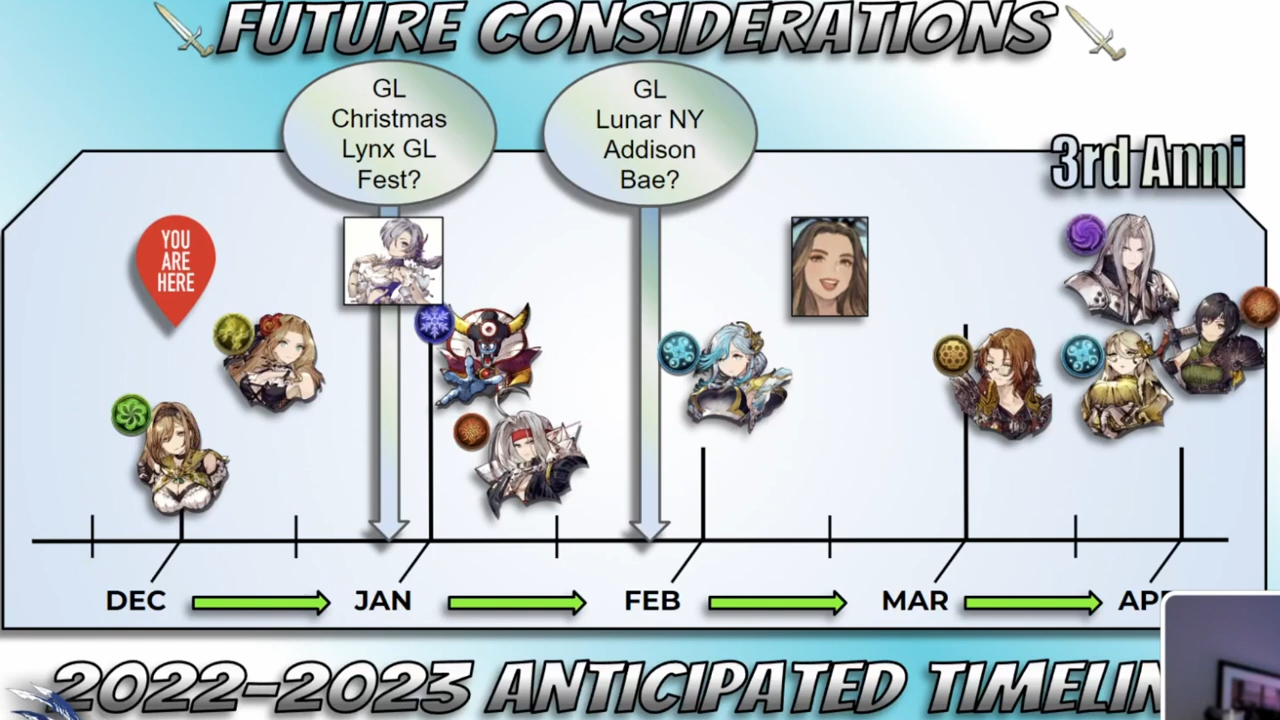 FUTURE CONSIDERATIONS
GL
Christmas
Lynx GL
Fest?
GL
Lunar NY
Addison
Bae?
3rd Anni
YOU
ARE
HERE
DEC
JAN
FEB
MAR
2022-2023 ANTICIPATED